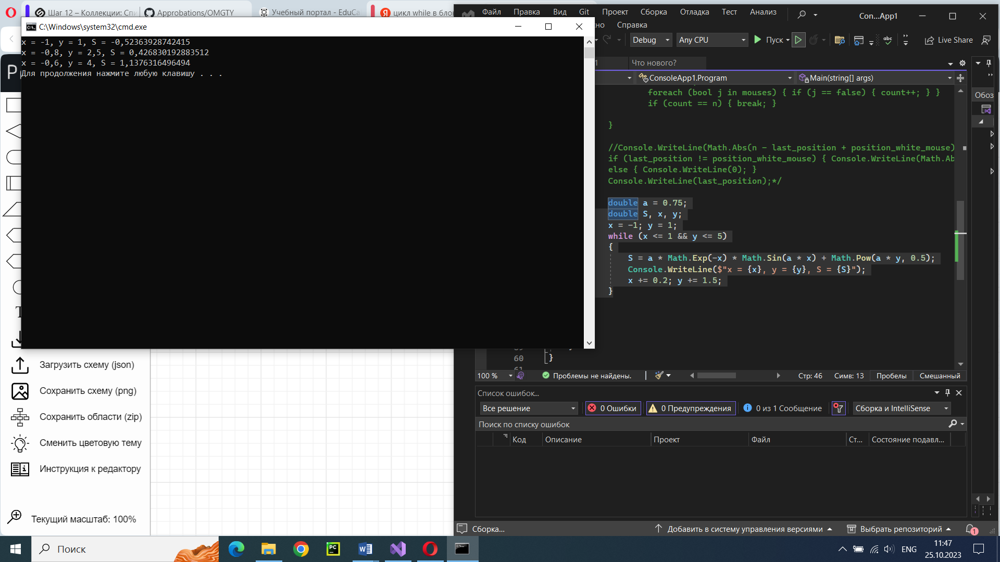 Шаг 12 – Коллекции: Спи
Approbations/OMGTY
Учебный портал - EduCa
цикл while в бло
C:\Windows\system32\cmd.exe
x = -1, y = 1, S = -0,52363928742415
x = -0,8, y = 2,5, S = 0,426830192883512
x = -0,6, y = 4, S = 1,1376316496494
Для продолжения нажмите любую клавишу . . .
Файл Правка Вид Git Проект Сборка Отладка Тест Анализ
Con...App1
но Справка
Debug Any CPU Пуск Live Share
1 Что нового?
ConsoleApp1.Program Main(string[] args)
Обоз
foreach (bool j in mouses) { if (j == false) { count++; } }
if (count == n) { break; }
}
//Console.WriteLine(Math.Abs(n - last_position + position_white_mouse)
if (last_position != position_white_mouse) { Console.WriteLine(Math.Ab
else { Console.WriteLine(0); }
Console.WriteLine(last_position);*/
double a = 0.75;
double S, x, y;
x = -1; y = 1;
while (x <= 1 && y <= 5)
{
S = a * Math.Exp(-x) * Math.Sin(a * x) + Math.Pow(a * y, 0.5);
Console.WriteLine($"x = {x}, y = {y}, S = {S}");
x += 0.2; y += 1.5;
}
60 }
61
100 % Проблемы не найдены. Стр: 46 Симв: 13 Пробелы Смешанный
Список ошибок...
Все решение 0 Ошибки 0 Предупреждения 0 из 1 Сообщение Сборка и IntelliSense
Поиск по списку ошибок
Код Описание Проект Файл Ст... Состояние подавл...
Сборка... Добавить в систему управления версиями Выбрать репозиторий 1
P
T
Загрузить схему (json)
Сохранить схему (png)
Сохранить области (zip)
Сменить цветовую тему
Инструкция к редактору
Текущий масштаб: 100%
Поиск
PC
ENG
11:47
25.10.2023